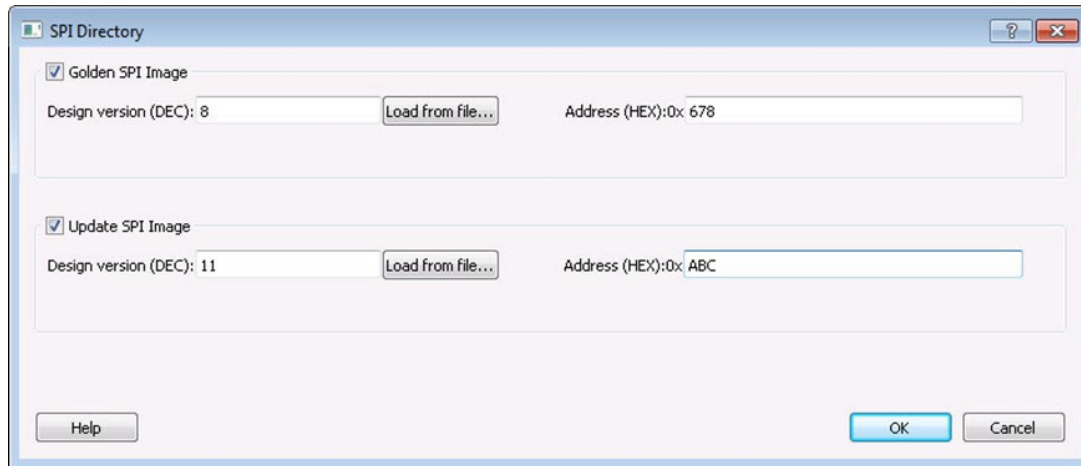 SPI Directory
Golden SPI Image
Design version (DEC): 8 Load from file... Address (HEX):0x 678
Update SPI Image
Design version (DEC): 11 Load from file... Address (HEX):0x ABC
Help OK Cancel